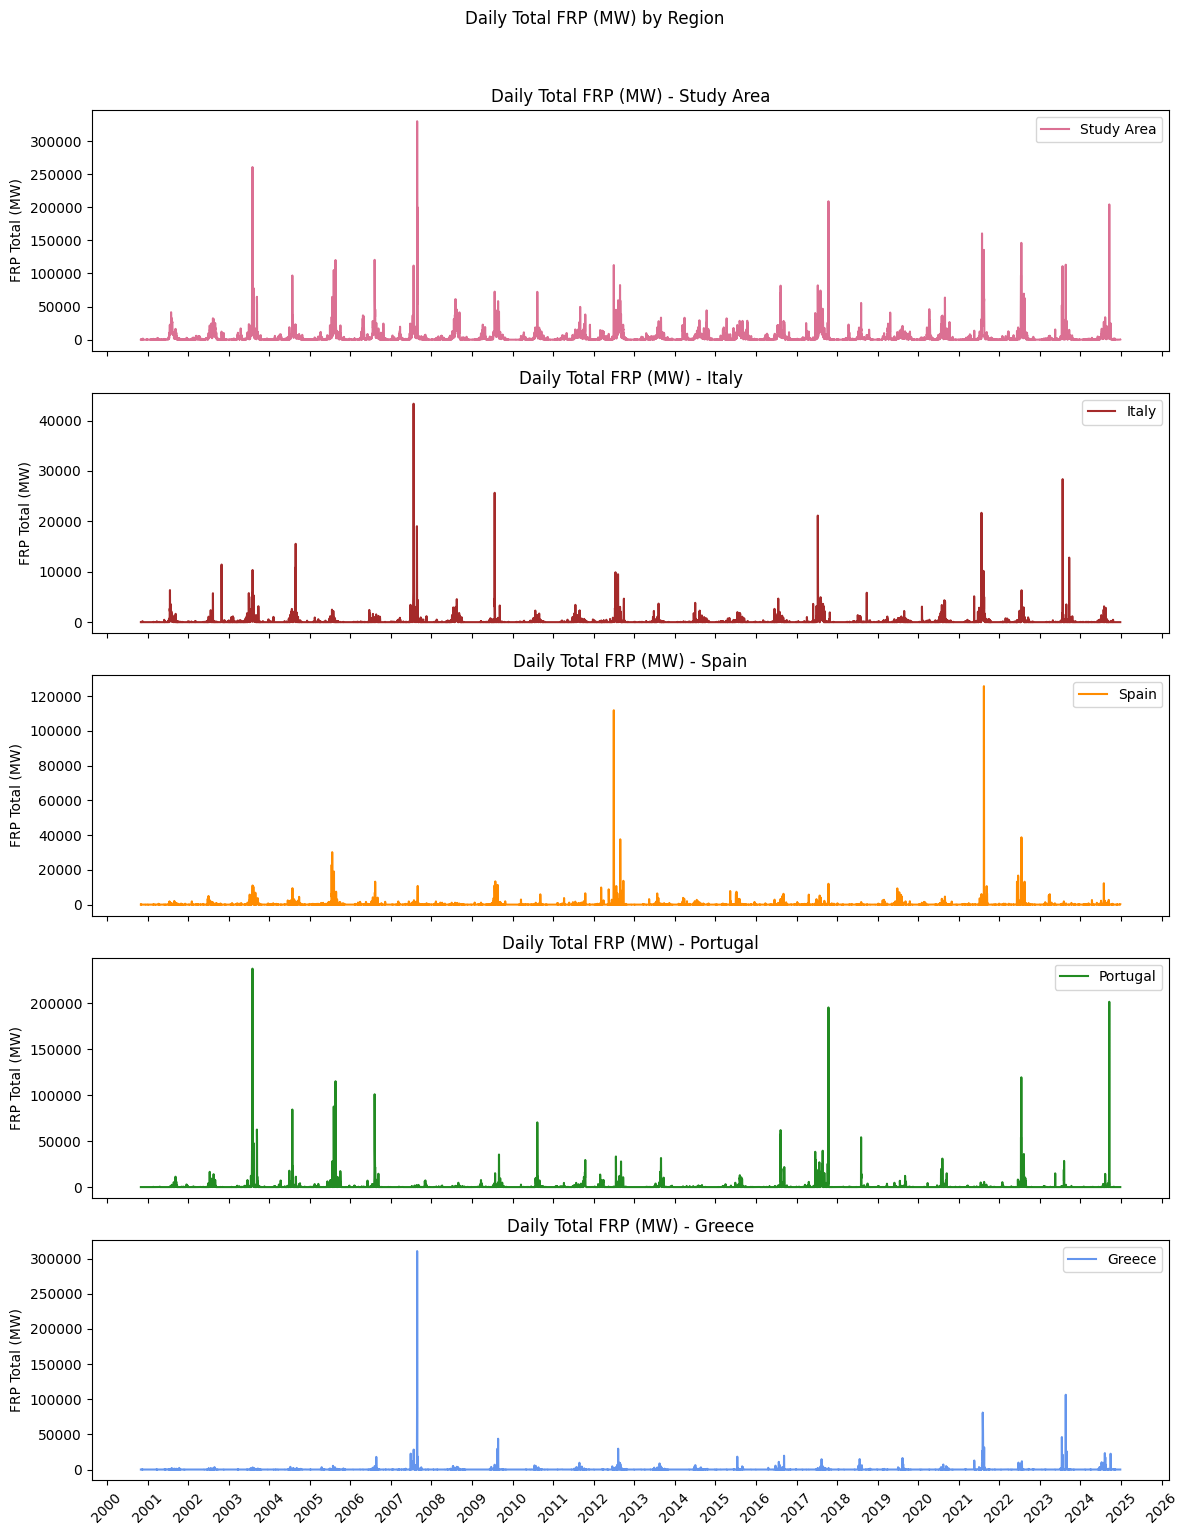 Daily Total FRP (MW) by Region
Daily Total FRP (MW) - Study Area
Study Area
FRP Total (MW)
300000
250000
200000
150000
100000
50000
0
Daily Total FRP (MW) - Italy
Italy
FRP Total (MW)
40000
30000
20000
10000
0
Daily Total FRP (MW) - Spain
Spain
FRP Total (MW)
120000
100000
80000
60000
40000
20000
0
Daily Total FRP (MW) - Portugal
Portugal
FRP Total (MW)
200000
150000
100000
50000
0
Daily Total FRP (MW) - Greece
Greece
FRP Total (MW)
300000
250000
200000
150000
100000
50000
0
2000 2001 2002 2003 2004 2005 2006 2007 2008 2009 2010 2011 2012 2013 2014 2015 2016 2017 2018 2019 2020 2021 2022 2023 2024 2025 2026